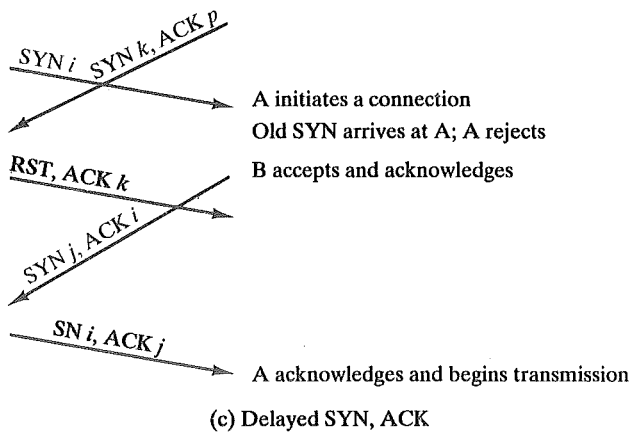 SYN k, ACK p
SYN i
A initiates a connection
Old SYN arrives at A; A rejects
RST, ACK k
B accepts and acknowledges
SYN j, ACK i
SN i, ACK j
A acknowledges and begins transmission
(c) Delayed SYN, ACK